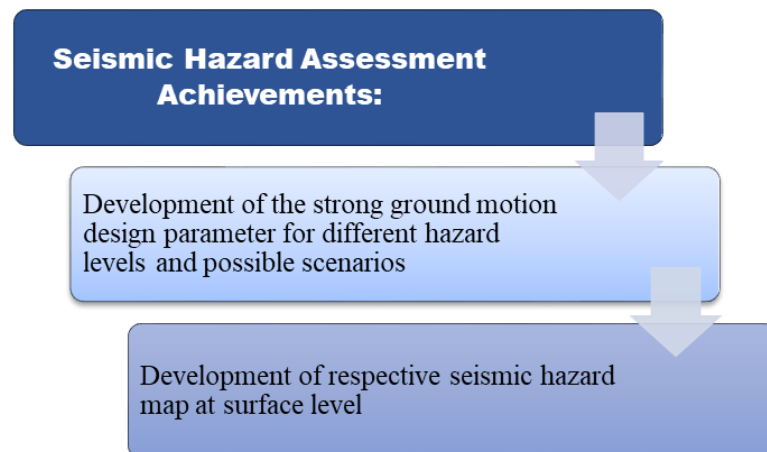 Seismic Hazard Assessment
Achievements:
Development of the strong ground motion
design parameter for different hazard
levels and possible scenarios
Development of respective seismic hazard
map at surface level